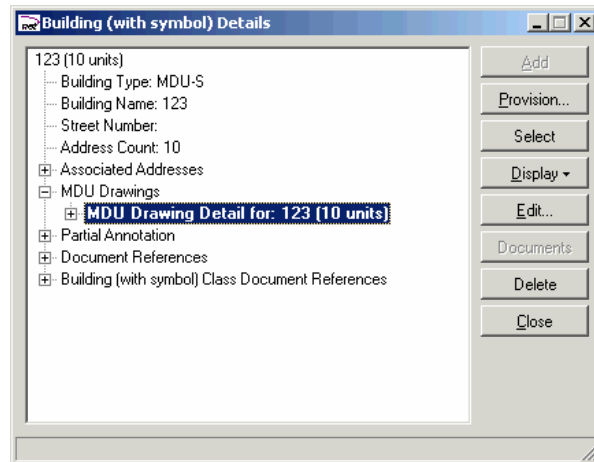 Building (with symbol) Details
123 (10 units)
Building Type: MDU-S
Building Name: 123
Street Number:
Address Count: 10
Associated Addresses
MDU Drawings
MDU Drawing Detail for: 123 (10 units)
Partial Annotation
Document References
Building (with symbol) Class Document References
Add
Provision...
Select
Display
Edit...
Documents
Delete
Close